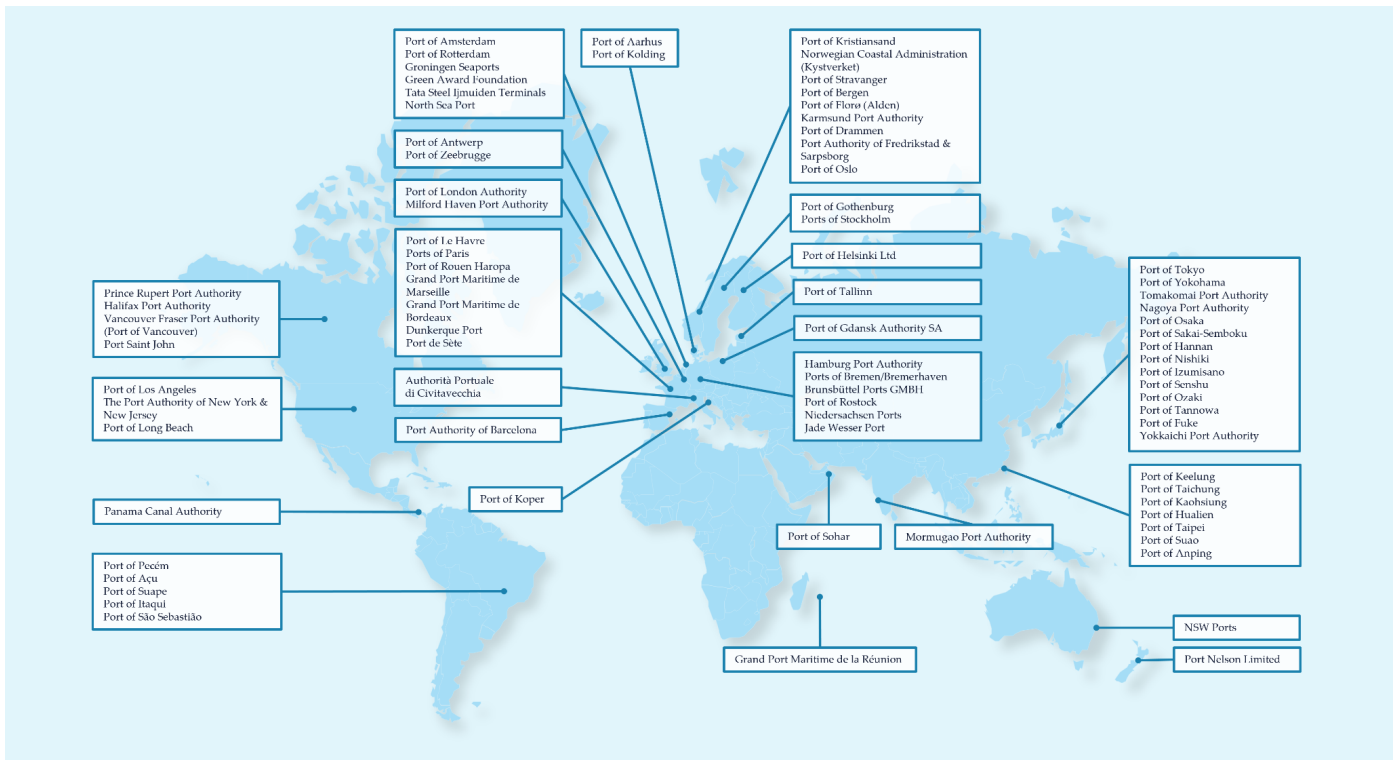 Port of Amsterdam
Port of Rotterdam
Groningen Seaports
Green Award Foundation
Tata Steel Ijmuiden Terminals
North Sea Port
Port of Aarhus
Port of Kolding
Port of Kristiansand
Norwegian Coastal Administration
(Kystverket)
Port of Stravanger
Port of Bergen
Port of Florø (Alden)
Karmsund Port Authority
Port of Drammen
Port Authority of Fredrikstad &
Sarpsborg
Port of Oslo
Port of Antwerp
Port of Zeebrugge
Port of London Authority
Milford Haven Port Authority
Port of Gothenburg
Ports of Stockholm
Port of Le Havre
Ports of Paris
Port of Rouen Haropa
Grand Port Maritime de
Marseille
Grand Port Maritime de
Bordeaux
Dunkerque Port
Port de Sète
Port of Helsinki Ltd
Port of Tallinn
Port of Gdansk Authority SA
Hamburg Port Authority
Ports of Bremen/Bremerhaven
Brunsbüttel Ports GMBH
Port of Rostock
Niedersachsen Ports
Jade Wesser Port
Port of Tokyo
Port of Yokohama
Tomakomai Port Authority
Nagoya Port Authority
Port of Osaka
Port of Sakai-Semboku
Port of Hannan
Port of Nishiki
Port of Izumisano
Port of Senshu
Port of Ozaki
Port of Tannowa
Port of Fuke
Yokkaichi Port Authority
Prince Rupert Port Authority
Halifax Port Authority
Vancouver Fraser Port Authority
(Port of Vancouver)
Port Saint John
Port of Los Angeles
The Port Authority of New York &
New Jersey
Port of Long Beach
Authorità Portuale
di Civitavecchia
Port Authority of Barcelona
Port of Koper
Panama Canal Authority
Port of Pecém
Port of Açu
Port of Suape
Port of Itaqui
Port of São Sebastião
Port of Sohar
Mormugao Port Authority
Port of Keelung
Port of Taichung
Port of Kaohsiung
Port of Hualien
Port of Taipei
Port of Suao
Port of Anping
Grand Port Maritime de la Réunion
NSW Ports
Port Nelson Limited